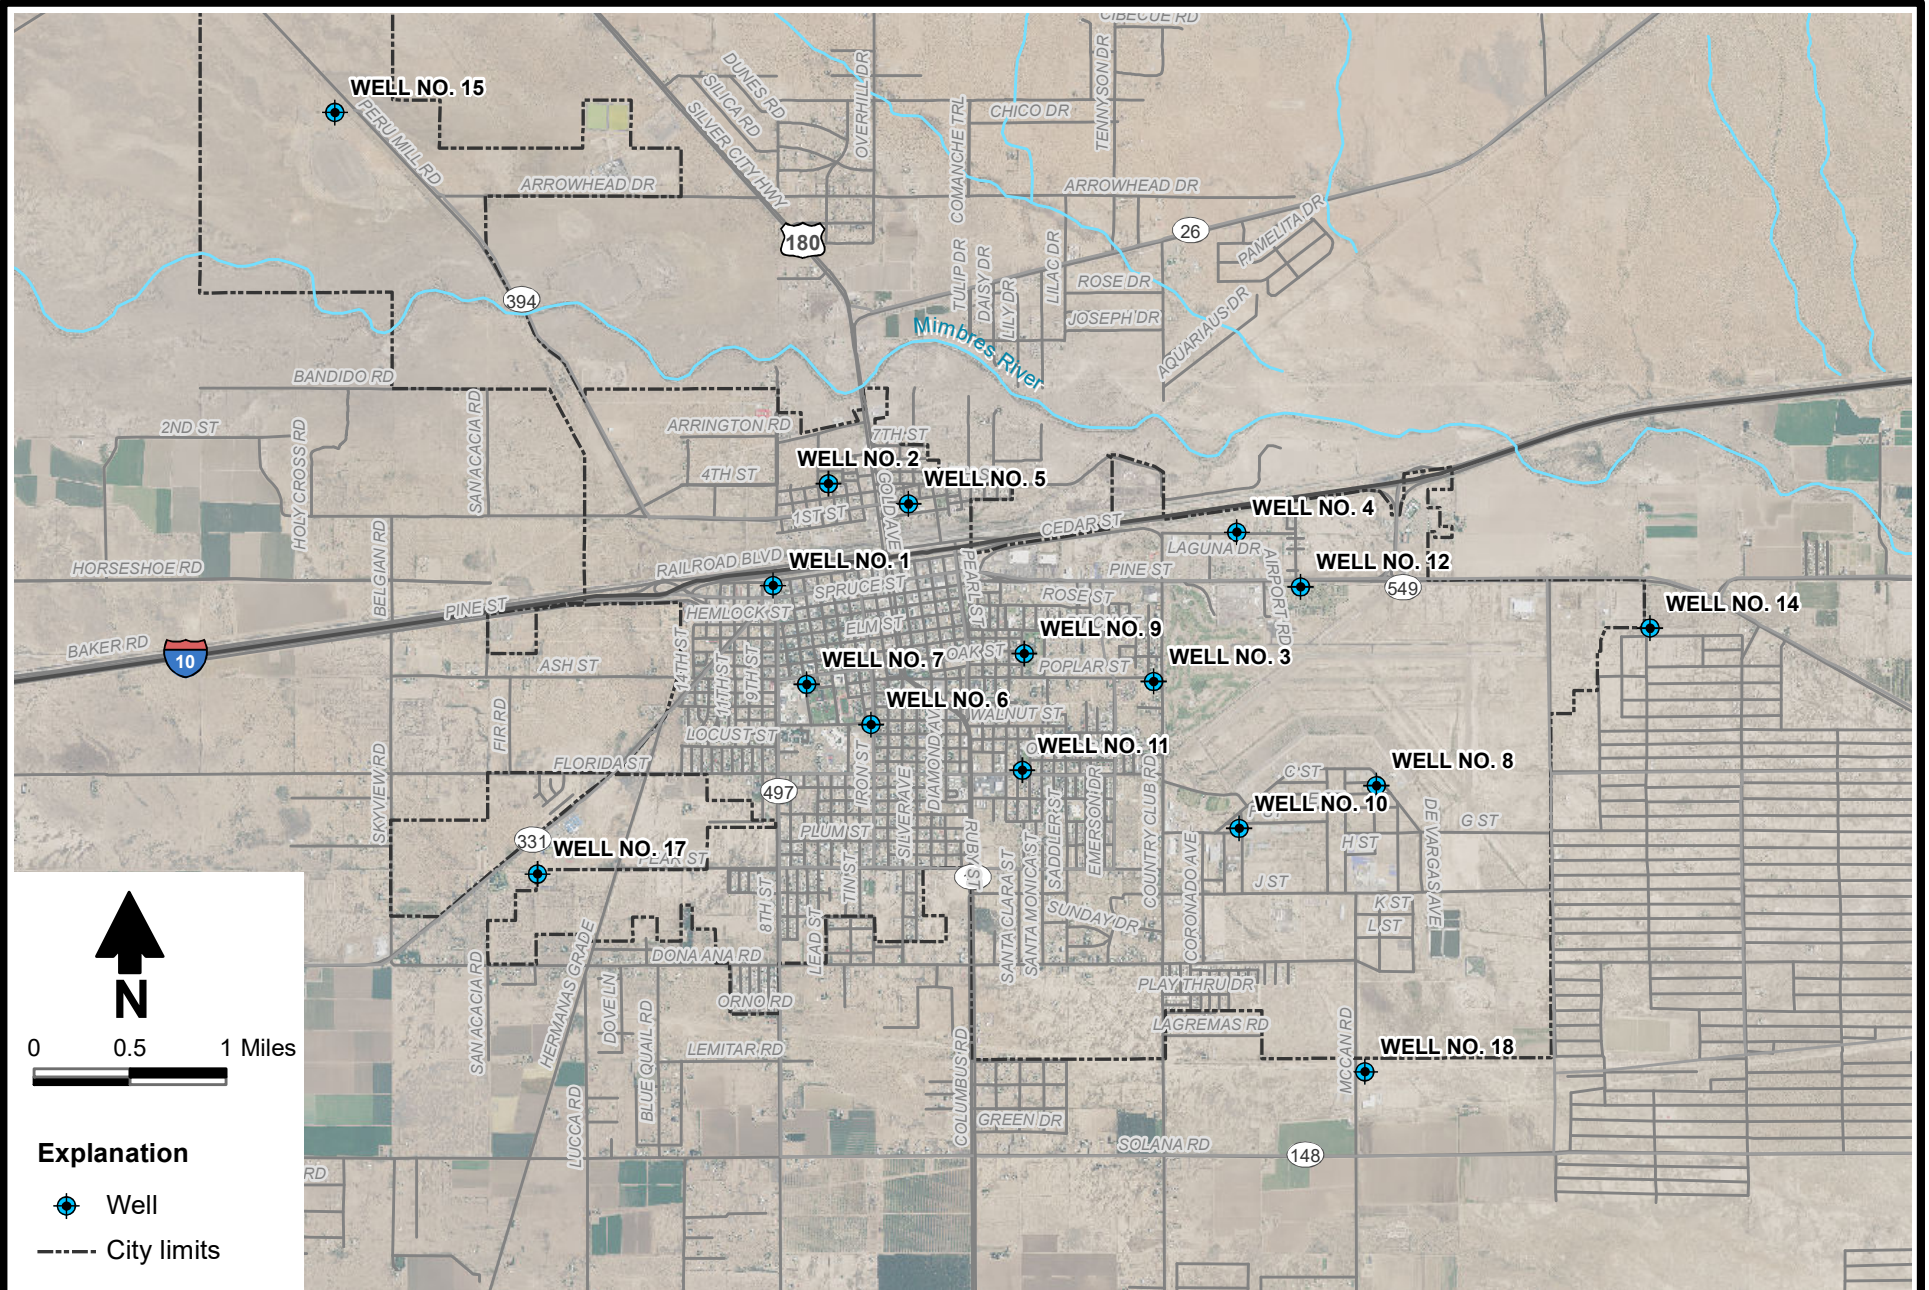 CIBECUE RD
WELL NO. 15
PERU MILL RD
DUNES RD
SILICA RD
SILVER CITY HWY
OVERHILL DR
COMANCHE TRL
CHICO DR
TENNYSON DR
ARROWHEAD DR
ARROWHEAD DR
180
26
PAMELITA DR
TULIP DR
DAISY DR
LILY DR
LILAC DR
ROSE DR
JOSEPH DR
AQUARIAUS DR
394
Mimbres River
BANDIDO RD
2ND ST
HOLY CROSS RD
SAN ACACIA RD
ARRINGTON RD
7TH ST
4TH ST
WELL NO. 2
WELL NO. 5
1ST ST
GOLD AVE
CEDAR ST
WELL NO. 4
LAGUNA DR
AIRPORT RD
HORSESHOE RD
BELGIAN RD
RAILROAD BLVD
WELL NO. 1
SPRUCE ST
PEARL ST
PINE ST
WELL NO. 12
549
PINE ST
HEMLOCK ST
ROSE ST
WELL NO. 14
BAKER RD
10
ELM ST
WELL NO. 9
ASH ST
14TH ST
11TH ST
9TH ST
WELL NO. 7
OAK ST
POPLAR ST
WELL NO. 3
WELL NO. 6
WALNUT ST
FIR RD
LOCUST ST
DIAMOND AVE
WELL NO. 11
SKYVIEW RD
FLORIDA ST
IRON ST
COUNTRY CLUB RD
C ST
WELL NO. 8
497
SILVER AVE
SADDLER ST
EMERSON DR
WELL NO. 10
F ST
DE VARGAS AVE
G ST
331
WELL NO. 17
PEAR ST
PLUM ST
RUBY ST
H ST
TIN ST
SANTA CLARA ST
SANTA MONICA ST
CORONADO AVE
J ST
8TH ST
LEAD ST
SUNDAY DR
K ST
L ST
SAN ACACIA RD
HERMANAS GRADE
DONA ANA RD
DOVE LN
BLUE QUAIL RD
ORNO RD
PLAY THRU DR
LAGREMAS RD
LEMITAR RD
COLUMBUS RD
MCCAN RD
WELL NO. 18
LUCCA RD
GREEN DR
SOLANA RD
148
RD
N
0 0.5 1 Miles
Explanation
Well
City limits